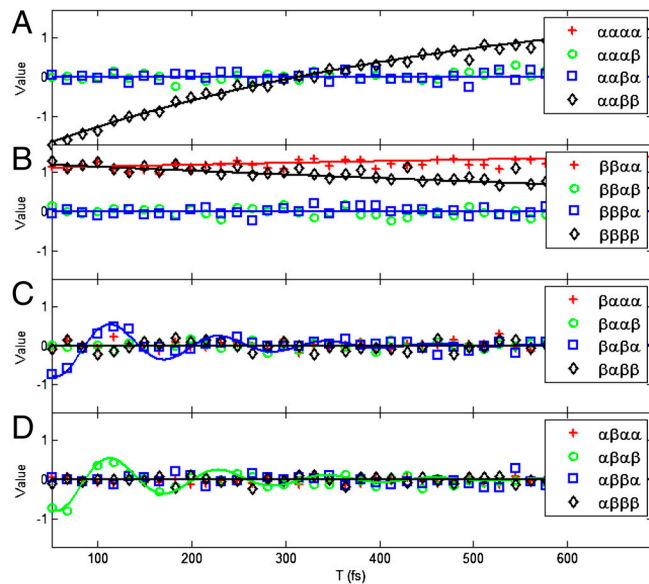 A
Value
1
0
-1
αααα
αααβ
ααβα
ααββ
B
Value
1
0
-1
ββαα
ββαβ
βββα
ββββ
C
Value
1
0
-1
βααα
βααβ
βαβα
βαββ
D
Value
1
0
-1
αβαα
αβαβ
αββα
αβββ
100 200 300 400 500 600
T (fs)